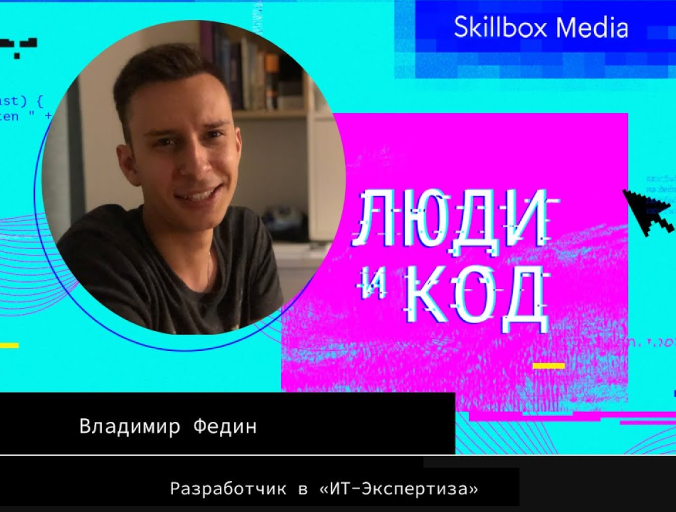 Skillbox Media
ЛЮДИ
И КОД
Владимир Федин
Разработчик в «ИТ-Экспертиза»